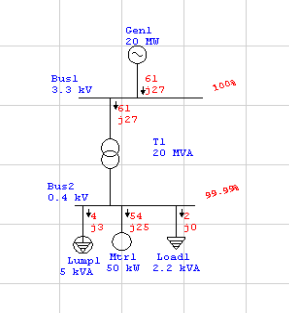 Gen1
20 MW
61
j27
100%
Bus1
3.3 kV
61
j27
T1
20 MVA
Bus2
0.4 kV
99.99%
4
j3
54
j25
2
j0
Lump1
5 kVA
Mtr1
50 kW
Load1
2.2 kVA